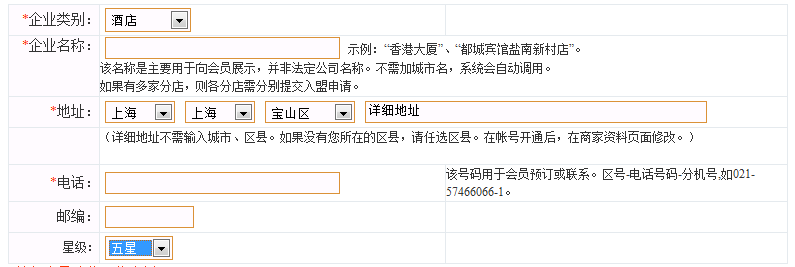 *企业类别： 酒店
*企业名称： 示例：“香港大厦”、“都城宾馆盐南新村店”。
该名称是主要用于向会员展示，并非法定公司名称。不需加城市名，系统会自动调用。
如果有多家分店，则各分店需分别提交入盟申请。
*地址： 上海 上海 宝山区 详细地址
（详细地址不需输入城市、区县。如果没有您所在的区县，请任选区县。在帐号开通后，在商家资料页面修改。）
*电话： 该号码用于会员预订或联系。区号-电话号码-分机号,如021-
57466066-1。
邮编：
星级： 五星